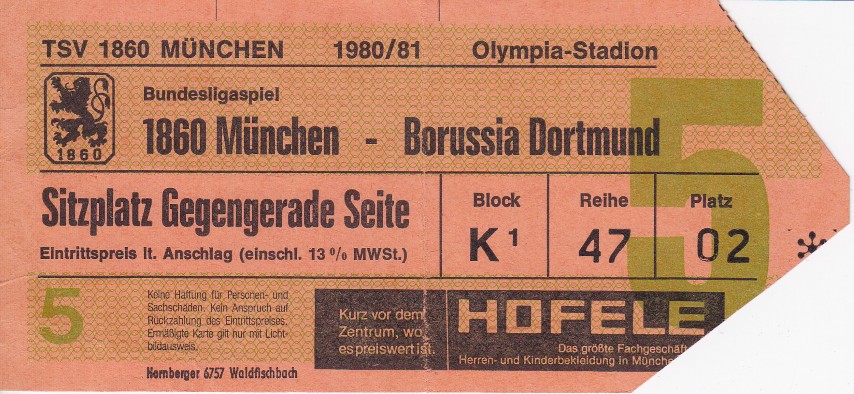 TSV 1860 MÜNCHEN 1980/81 Olympia-Stadion
Bundesligaspiel
1860 München - Borussia Dortmund
1860
Sitzplatz Gegengerade Seite
Eintrittspreis lt. Anschlag (einschl. 13% MWSt.)
Block Reihe Platz
K1 47 02
5
5
Keine Haftung für Personen- und
Sachschäden. Kein Anspruch auf
Rückzahlung des Eintrittspreises.
Ermäßigte Karte gilt nur mit Licht-
bildausweis.
Kurz vor dem
Zentrum, wo
es preiswert ist.
HOFELE
Das größte Fachgeschäft
Herren- und Kinderbekleidung in Münche
Hornberger 6757 Waldfischbach